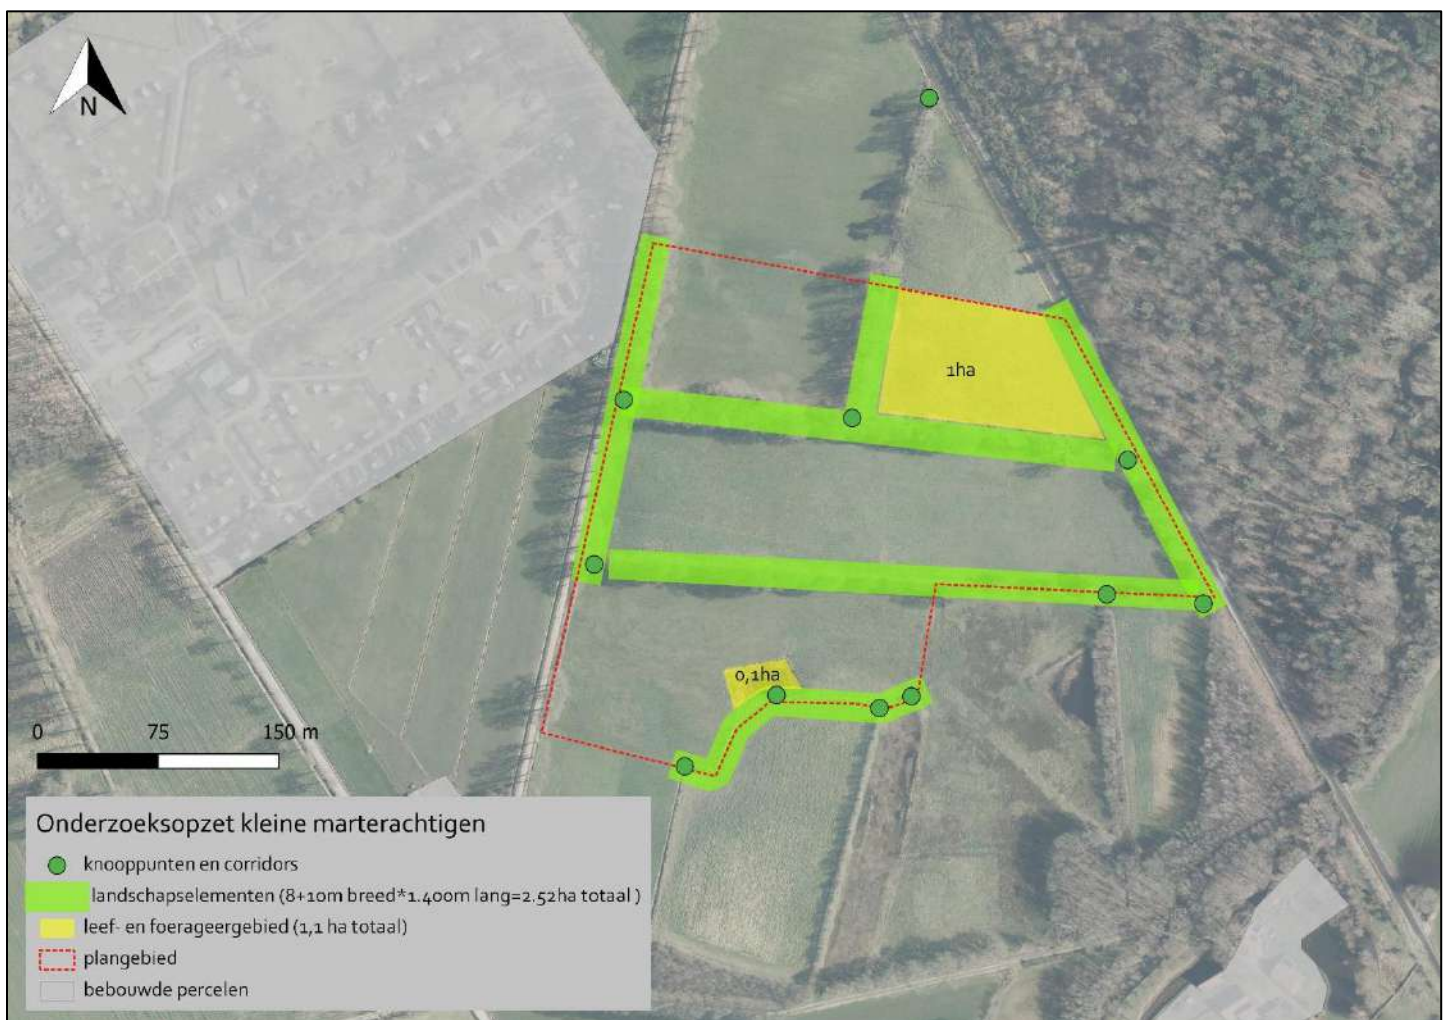 N
1ha
0,1ha
0 75 150 m
Onderzoeksopzet kleine marterachtigen
knooppunten en corridors
landschapselementen (8+10m breed*1.400m lang=2.52ha totaal )
leef- en foerageergebied (1,1 ha totaal)
plangebied
bebouwde percelen